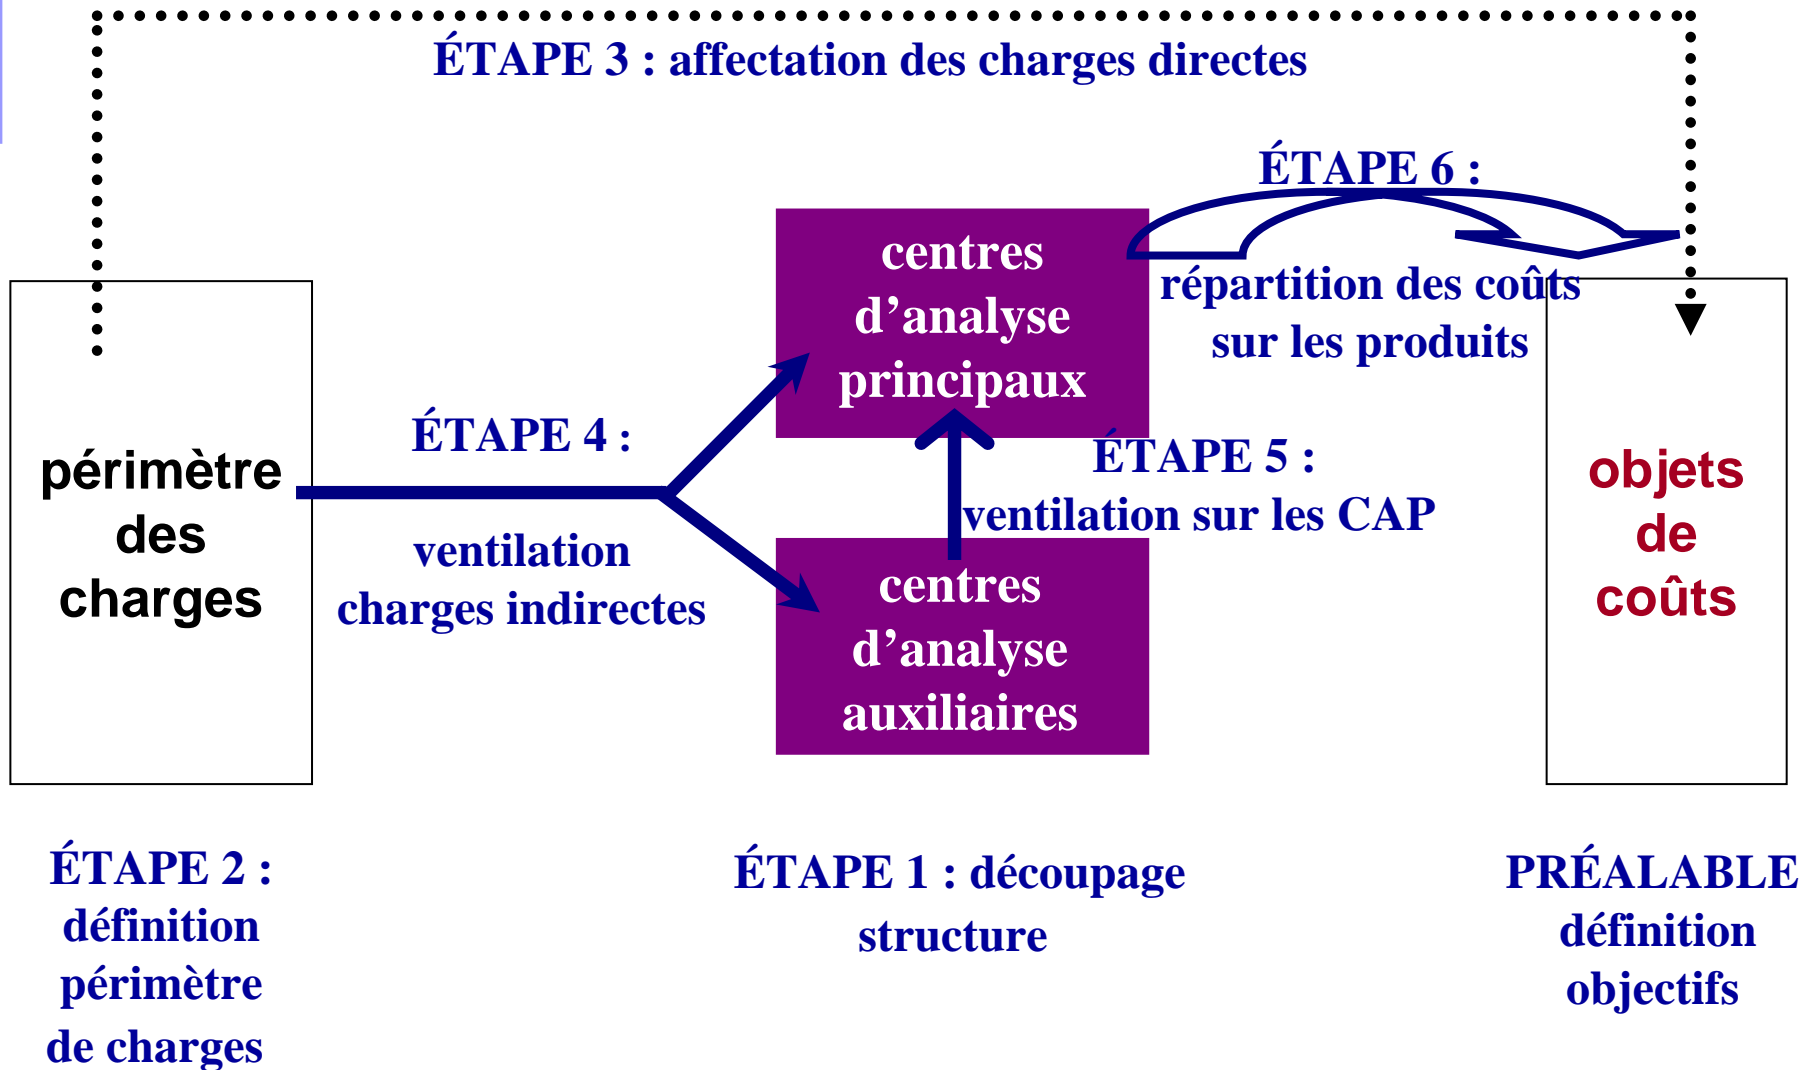 ÉTAPE 3 : affectation des charges directes
ÉTAPE 6 :
répartition des coûts
sur les produits
centres
d’analyse
principaux
ÉTAPE 4 :
ventilation
charges indirectes
ÉTAPE 5 :
ventilation sur les CAP
périmètre
des
charges
centres
d’analyse
auxiliaires
objets
de
coûts
ÉTAPE 2 :
définition
périmètre
de charges
ÉTAPE 1 : découpage
structure
PRÉALABLE
définition
objectifs